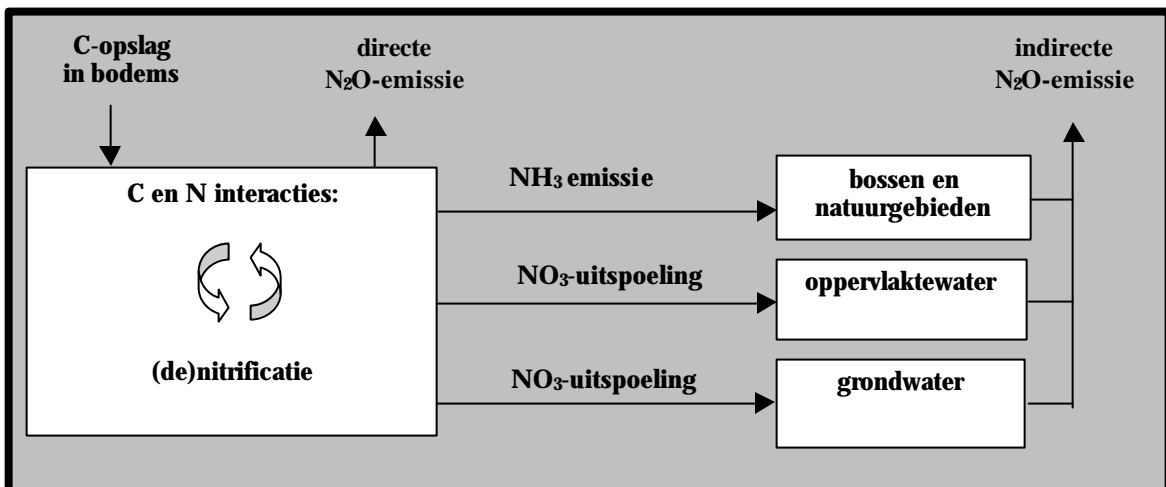 C-opslag
in bodems
directe
N₂O-emissie
indirecte
N₂O-emissie
C en N interacties:
(de)nitrificatie
NH₃ emissie
bossen en
natuurgebieden
NO₃-uitspoeling
oppervlaktewater
NO₃-uitspoeling
grondwater